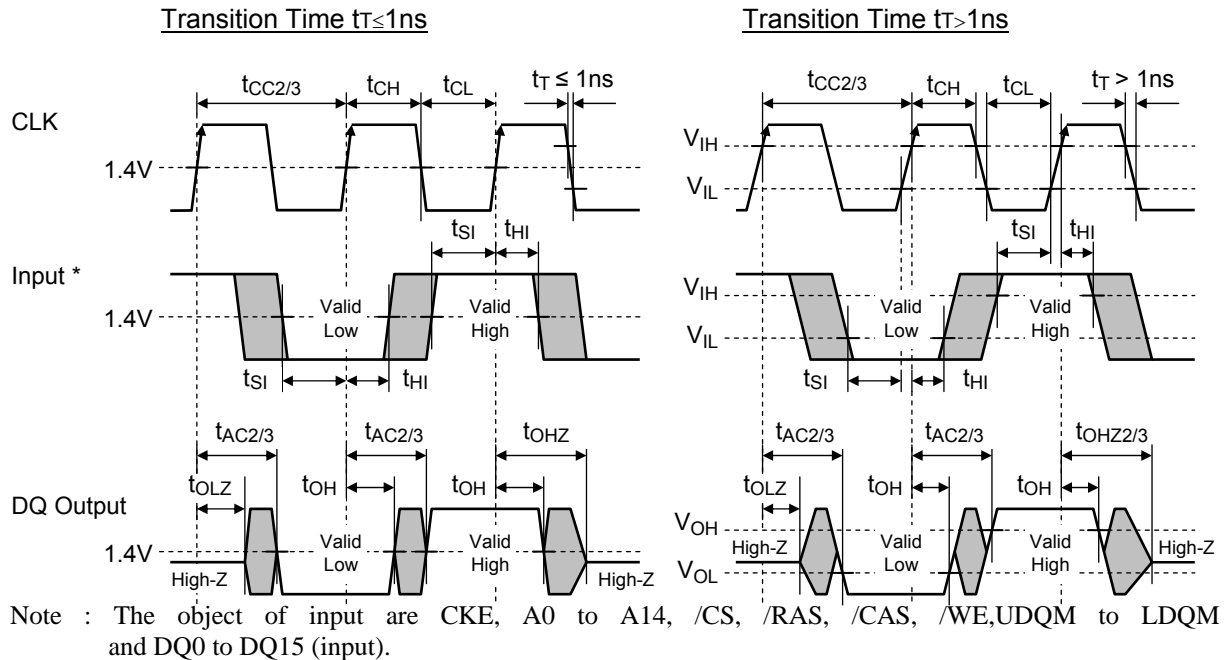 Transition Time tT≤1ns
Transition Time tT>1ns
tCC2/3 tCH tCL tT ≤ 1ns
CLK
1.4V
tSI tHI
Input *
1.4V
Valid Low
Valid High
tSI tHI
tAC2/3 tAC2/3 tOHZ
tOLZ tOH tOH
DQ Output
1.4V
High-Z
Valid Low
Valid High
High-Z
tCC2/3 tCH tCL tT > 1ns
VIH
VIL
tSI tHI
VIH
VIL
Valid Low
Valid High
tSI tHI
tAC2/3 tAC2/3 tOHZ2/3
tOLZ tOH tOH
VOH
High-Z
VOL
Valid Low
Valid High
High-Z
Note : The object of input are CKE, A0 to A14, /CS, /RAS, /CAS, /WE,UDQM to LDQM
and DQ0 to DQ15 (input).